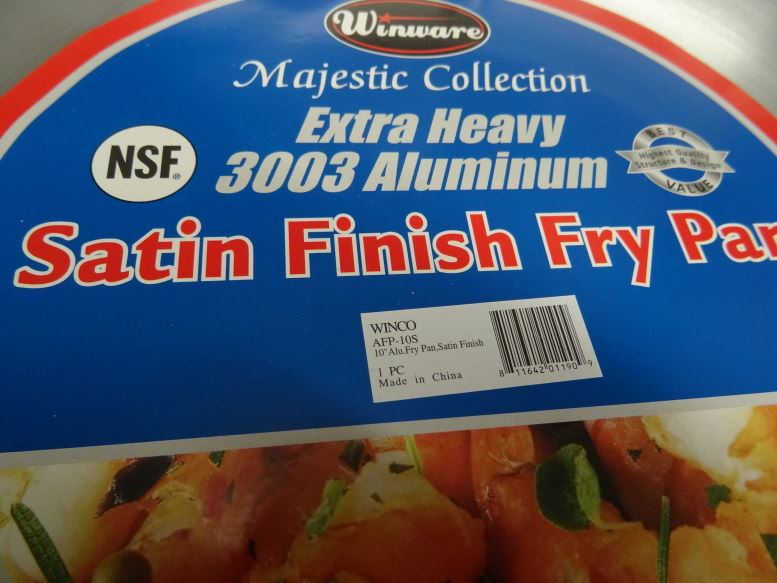 Winware
Majestic Collection
Extra Heavy
3003 Aluminum
NSF®
BEST
Highest Quality
Structure & Design
VALUE
Satin Finish Fry Pan
WINCO
AFP-10S
10"Alu.Fry Pan,Satin Finish
1 PC
Made in China
8 11642 01190 9